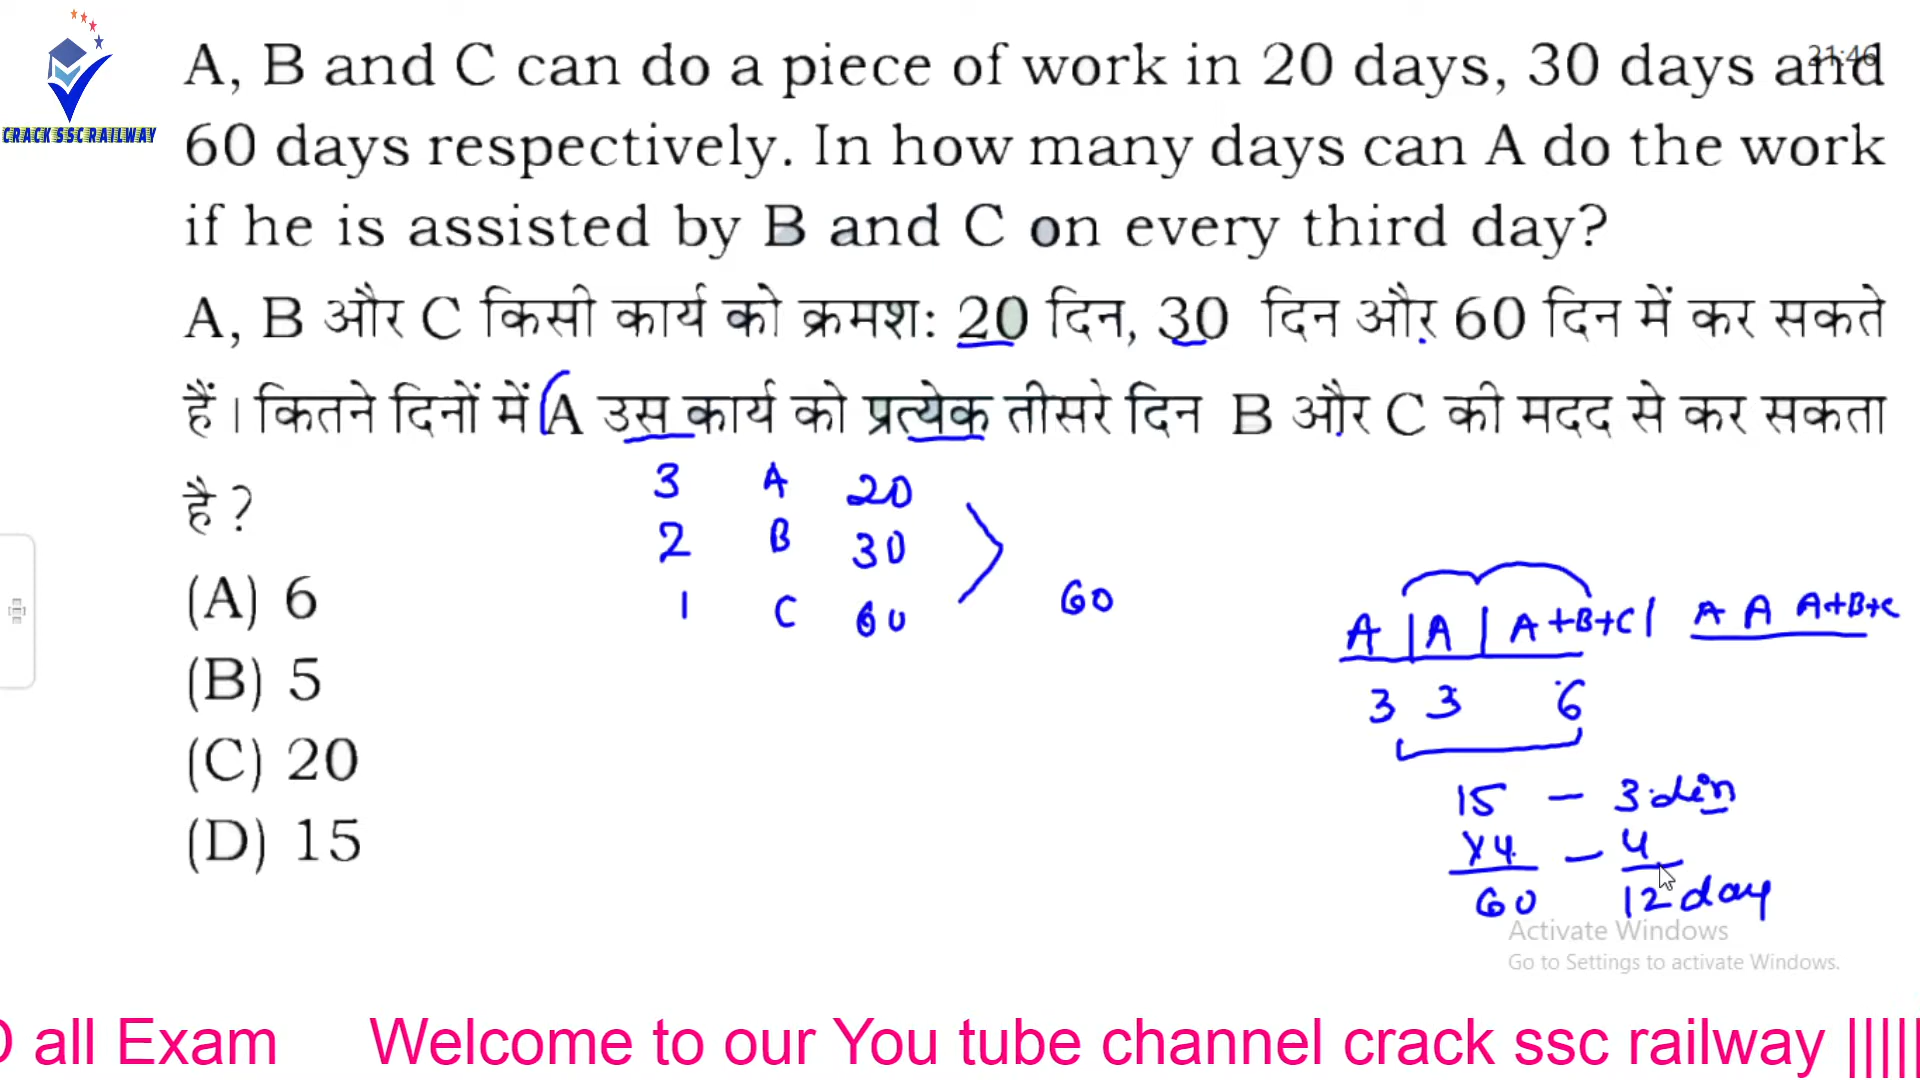 CRACK SSC RAILWAY
21:46
A, B and C can do a piece of work in 20 days, 30 days and
60 days respectively. In how many days can A do the work
if he is assisted by B and C on every third day?
A, B और C किसी कार्य को क्रमश: 20 दिन, 30 दिन और 60 दिन में कर सकते
हैं। कितने दिनों में A उस कार्य को प्रत्येक तीसरे दिन B और C की मदद से कर सकता
है ?
3 A 20
2 B 30
1 C 60
60
(A) 6
(B) 5
(C) 20
(D) 15
A | A | A+B+C | A A A+B+C
3 3 6
15 – 3 din
x4 – 4
60 12 day
Activate Windows
Go to Settings to activate Windows.
D all Exam Welcome to our You tube channel crack ssc railway |||||